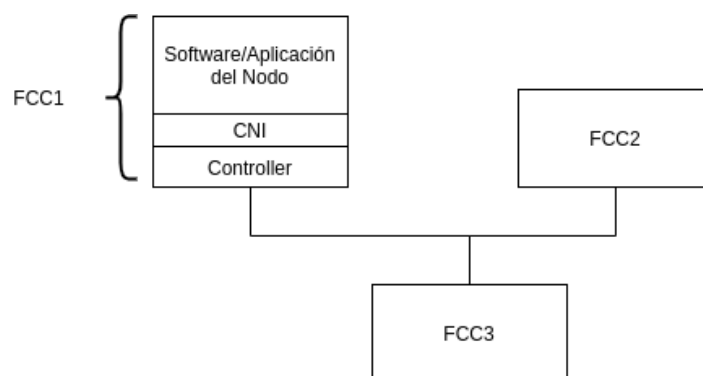 Software/Aplicación
del Nodo
FCC1
CNI
Controller
FCC2
FCC3